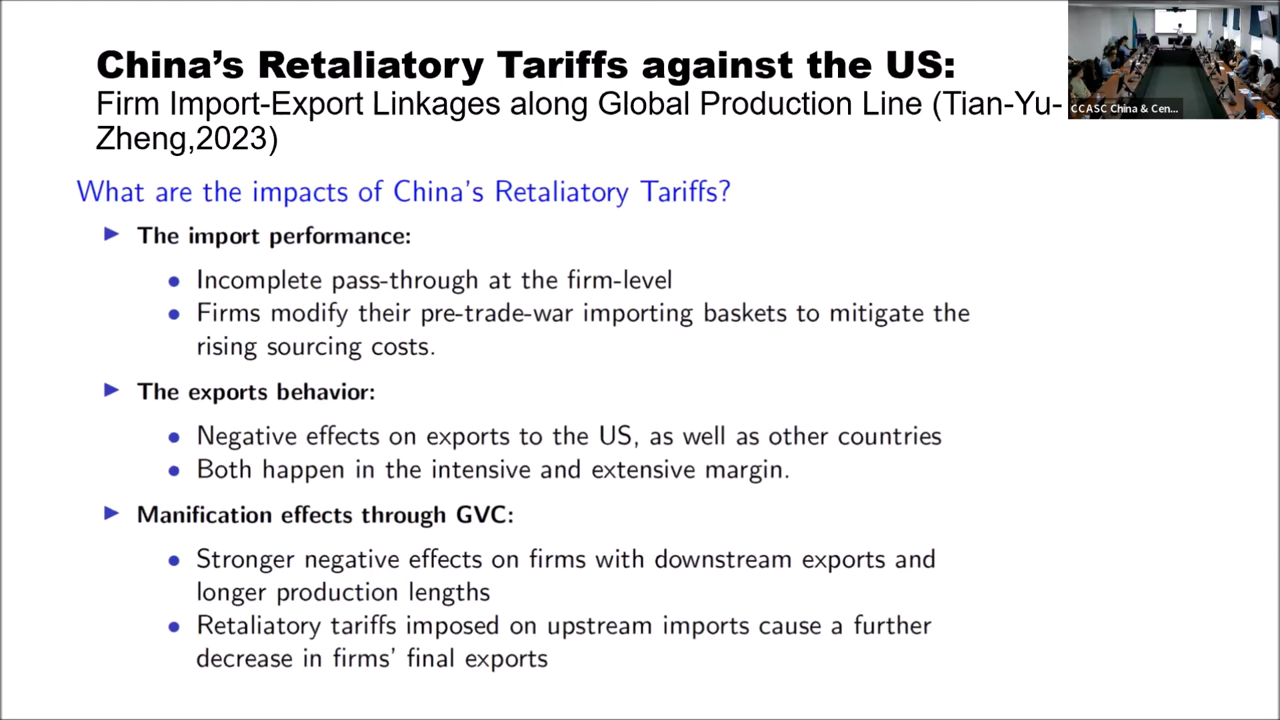 China's Retaliatory Tariffs against the US:
Firm Import-Export Linkages along Global Production Line (Tian-Yu-
Zheng,2023)
CCASC China & Cen...
What are the impacts of China's Retaliatory Tariffs?
The import performance:
Incomplete pass-through at the firm-level
Firms modify their pre-trade-war importing baskets to mitigate the
rising sourcing costs.
The exports behavior:
Negative effects on exports to the US, as well as other countries
Both happen in the intensive and extensive margin.
Manification effects through GVC:
Stronger negative effects on firms with downstream exports and
longer production lengths
Retaliatory tariffs imposed on upstream imports cause a further
decrease in firms' final exports